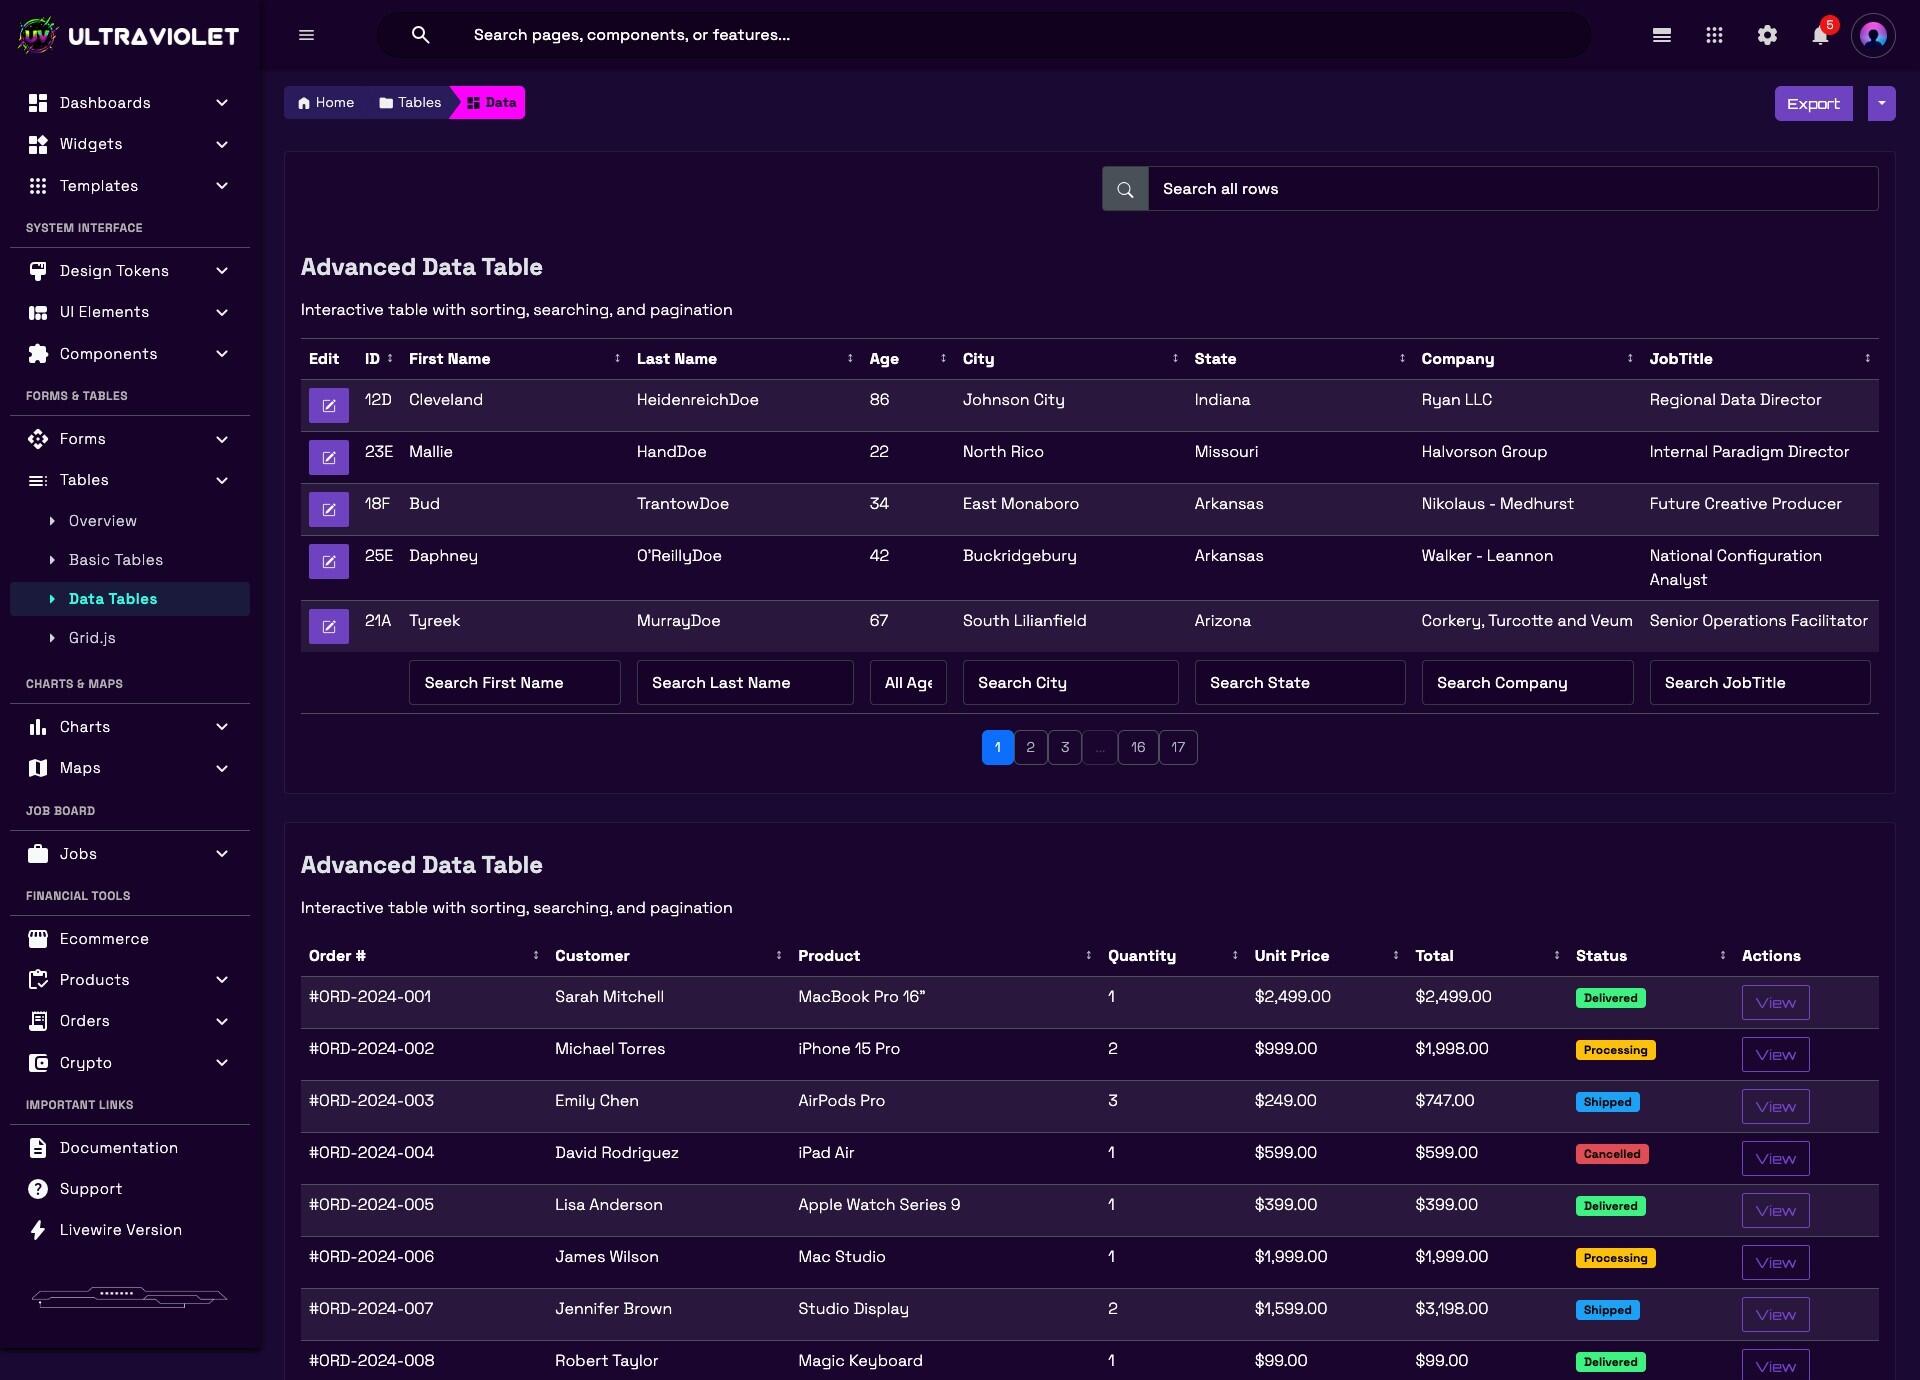 UV ULTRAVIOLET
Search pages, components, or features...
5
Dashboards
Widgets
Templates
SYSTEM INTERFACE
Design Tokens
UI Elements
Components
FORMS & TABLES
Forms
Tables
Overview
Basic Tables
Data Tables
Grid.js
CHARTS & MAPS
Charts
Maps
JOB BOARD
Jobs
FINANCIAL TOOLS
Ecommerce
Products
Orders
Crypto
IMPORTANT LINKS
Documentation
Support
Livewire Version
Home Tables Data
Export
Search all rows
Advanced Data Table
Interactive table with sorting, searching, and pagination
Edit ID First Name Last Name Age City State Company JobTitle
12D Cleveland HeidenreichDoe 86 Johnson City Indiana Ryan LLC Regional Data Director
23E Mallie HandDoe 22 North Rico Missouri Halvorson Group Internal Paradigm Director
18F Bud TrantowDoe 34 East Monaboro Arkansas Nikolaus - Medhurst Future Creative Producer
25E Daphney O'ReillyDoe 42 Buckridgebury Arkansas Walker - Leannon National Configuration
Analyst
21A Tyreek MurrayDoe 67 South Lilianfield Arizona Corkery, Turcotte and Veum Senior Operations Facilitator
Search First Name Search Last Name All Age Search City Search State Search Company Search JobTitle
1 2 3 ... 16 17
Advanced Data Table
Interactive table with sorting, searching, and pagination
Order # Customer Product Quantity Unit Price Total Status Actions
#ORD-2024-001 Sarah Mitchell MacBook Pro 16" 1 $2,499.00 $2,499.00 Delivered View
#ORD-2024-002 Michael Torres iPhone 15 Pro 2 $999.00 $1,998.00 Processing View
#ORD-2024-003 Emily Chen AirPods Pro 3 $249.00 $747.00 Shipped View
#ORD-2024-004 David Rodriguez iPad Air 1 $599.00 $599.00 Cancelled View
#ORD-2024-005 Lisa Anderson Apple Watch Series 9 1 $399.00 $399.00 Delivered View
#ORD-2024-006 James Wilson Mac Studio 1 $1,999.00 $1,999.00 Processing View
#ORD-2024-007 Jennifer Brown Studio Display 2 $1,599.00 $3,198.00 Shipped View
#ORD-2024-008 Robert Taylor Magic Keyboard 1 $99.00 $99.00 Delivered View